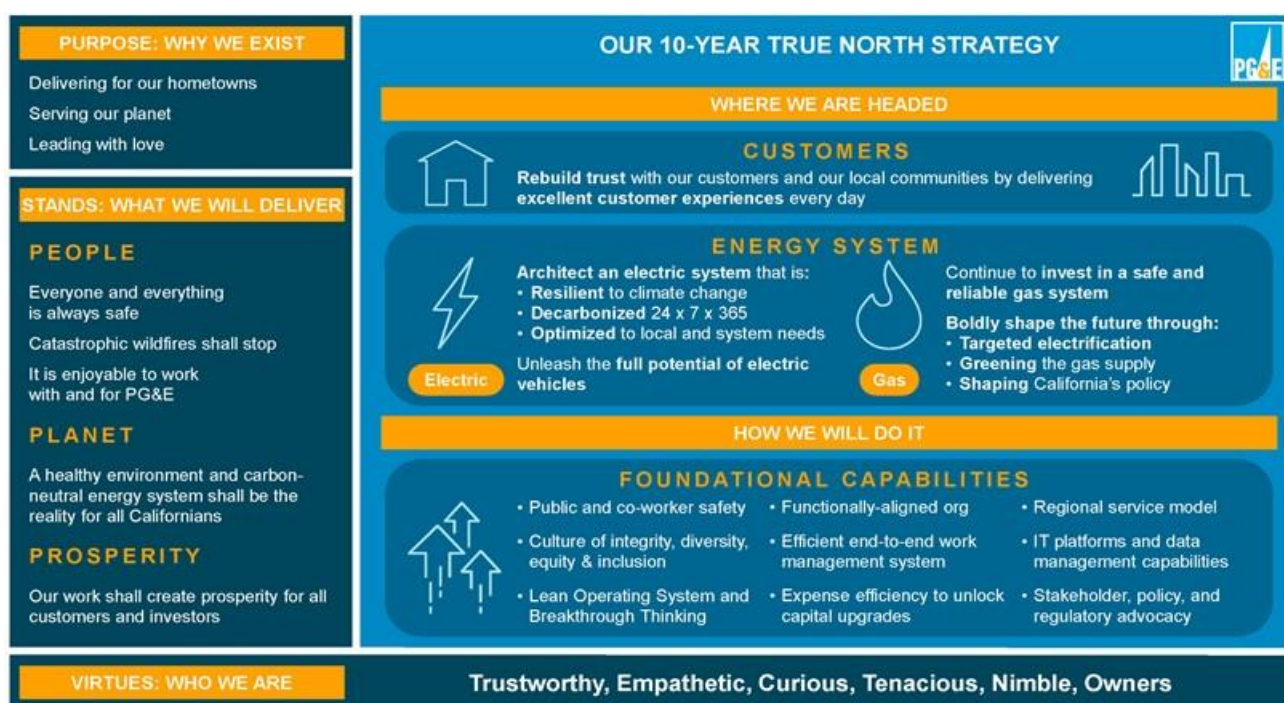 PURPOSE: WHY WE EXIST
Delivering for our hometowns
Serving our planet
Leading with love
STANDS: WHAT WE WILL DELIVER
PEOPLE
Everyone and everything
is always safe
Catastrophic wildfires shall stop
It is enjoyable to work
with and for PG&E
PLANET
A healthy environment and carbon-
neutral energy system shall be the
reality for all Californians
PROSPERITY
Our work shall create prosperity for all
customers and investors
OUR 10-YEAR TRUE NORTH STRATEGY
PG&E
WHERE WE ARE HEADED
CUSTOMERS
Rebuild trust with our customers and our local communities by delivering
excellent customer experiences every day
ENERGY SYSTEM
Architect an electric system that is:
• Resilient to climate change
• Decarbonized 24 x 7 x 365
• Optimized to local and system needs
Unleash the full potential of electric
vehicles
Electric
Continue to invest in a safe and
reliable gas system
Boldly shape the future through:
• Targeted electrification
• Greening the gas supply
• Shaping California's policy
Gas
HOW WE WILL DO IT
FOUNDATIONAL CAPABILITIES
• Public and co-worker safety
• Culture of integrity, diversity,
equity & inclusion
• Lean Operating System and
Breakthrough Thinking
• Functionally-aligned org
• Efficient end-to-end work
management system
• Expense efficiency to unlock
capital upgrades
• Regional service model
• IT platforms and data
management capabilities
• Stakeholder, policy, and
regulatory advocacy
VIRTUES: WHO WE ARE
Trustworthy, Empathetic, Curious, Tenacious, Nimble, Owners